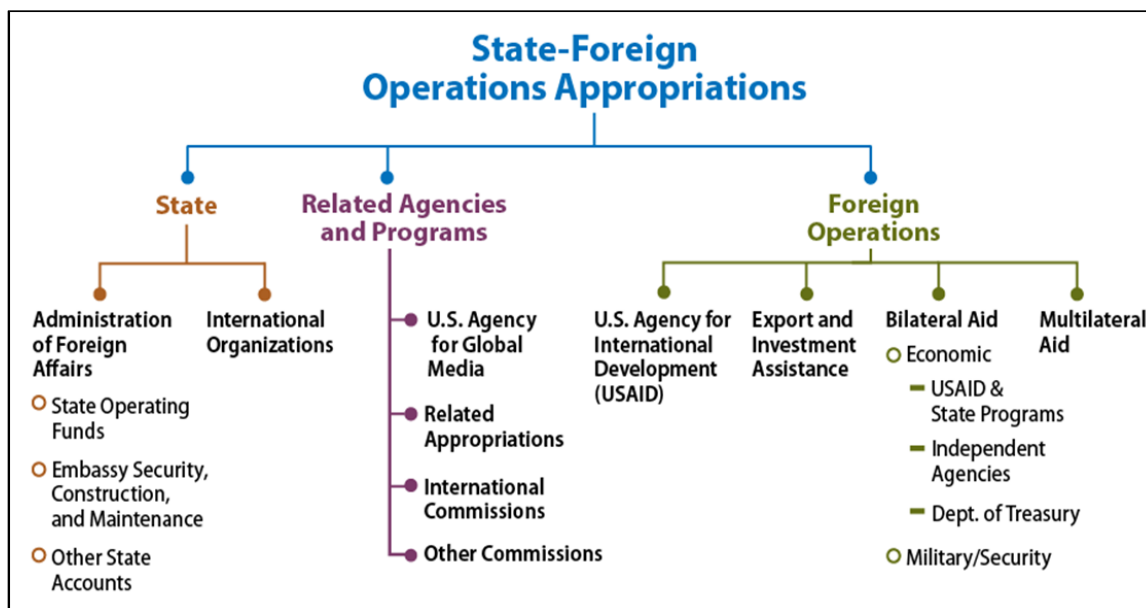 State-Foreign
Operations Appropriations
State
Administration
of Foreign
Affairs
State Operating
Funds
Embassy Security,
Construction,
and Maintenance
Other State
Accounts
International
Organizations
Related Agencies
and Programs
U.S. Agency
for Global
Media
Related
Appropriations
International
Commissions
Other Commissions
Foreign
Operations
U.S. Agency for
International
Development
(USAID)
Export and
Investment
Assistance
Bilateral Aid
Economic
USAID &
State Programs
Independent
Agencies
Dept. of Treasury
Military/Security
Multilateral
Aid